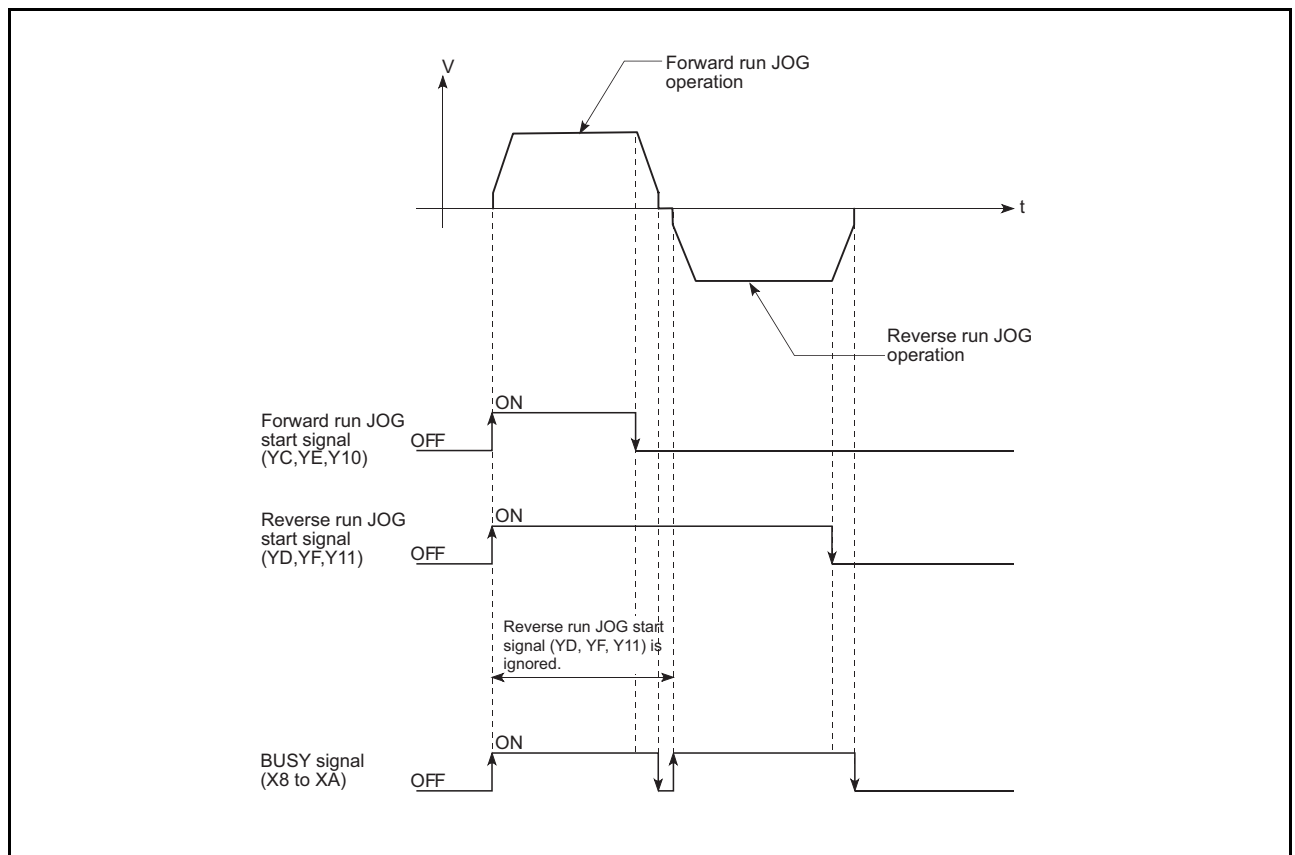 V
Forward run JOG
operation
t
Reverse run JOG
operation
ON
Forward run JOG
start signal
(YC,YE,Y10)
OFF
ON
Reverse run JOG
start signal
(YD,YF,Y11)
OFF
Reverse run JOG start
signal (YD, YF, Y11) is
ignored.
ON
BUSY signal
(X8 to XA)
OFF